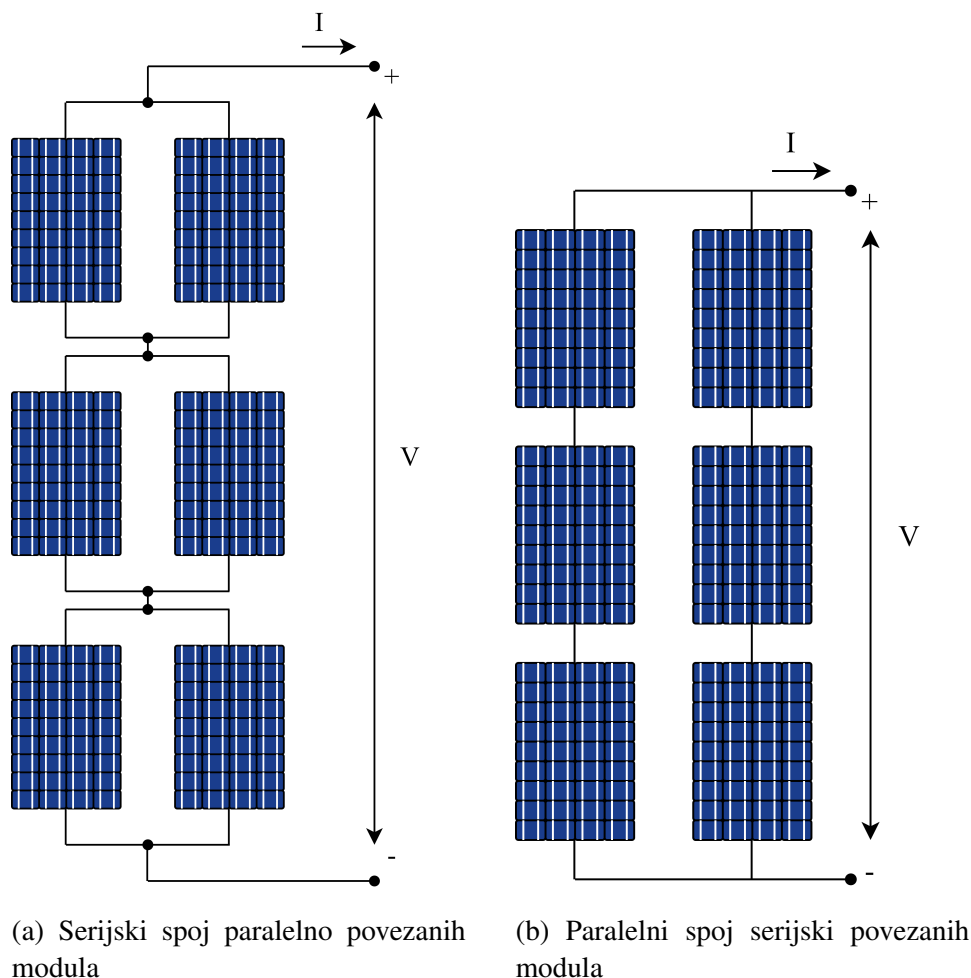 I
+
V
-
(a) Serijski spoj paralelno povezanih
modula
I
+
V
-
(b) Paralelni spoj serijski povezanih
modula